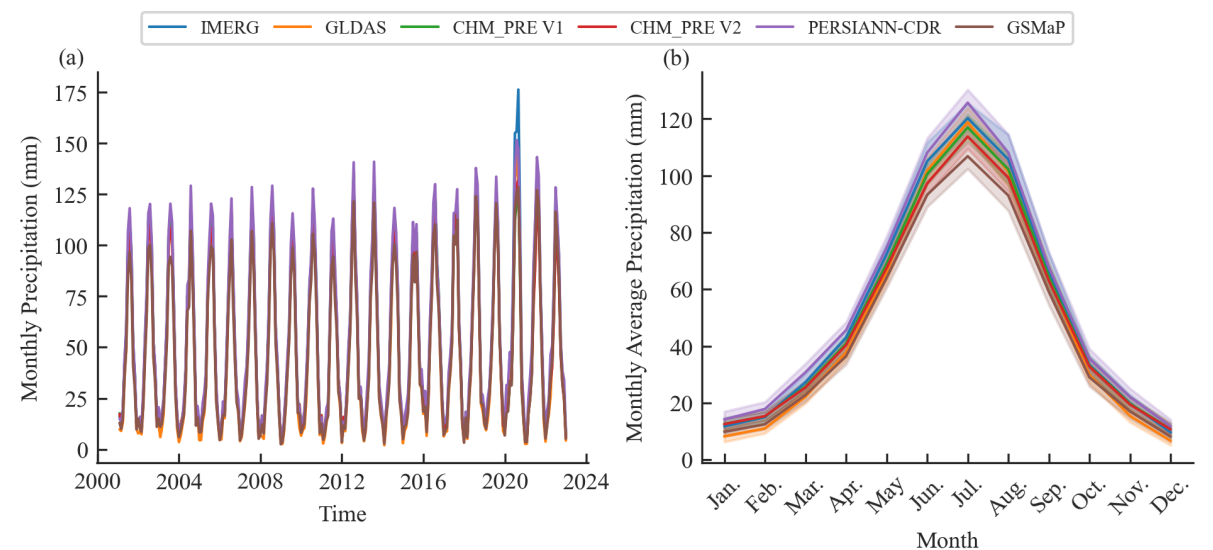 IMERG GLDAS CHM_PRE V1 CHM_PRE V2 PERSIANN-CDR GSMaP
(a)
Monthly Precipitation (mm)
175
150
125
100
75
50
25
0
2000 2004 2008 2012 2016 2020 2024
Time
(b)
Monthly Average Precipitation (mm)
120
100
80
60
40
20
0
Jan. Feb. Mar. Apr. May Jun. Jul. Aug. Sep. Oct. Nov. Dec.
Month